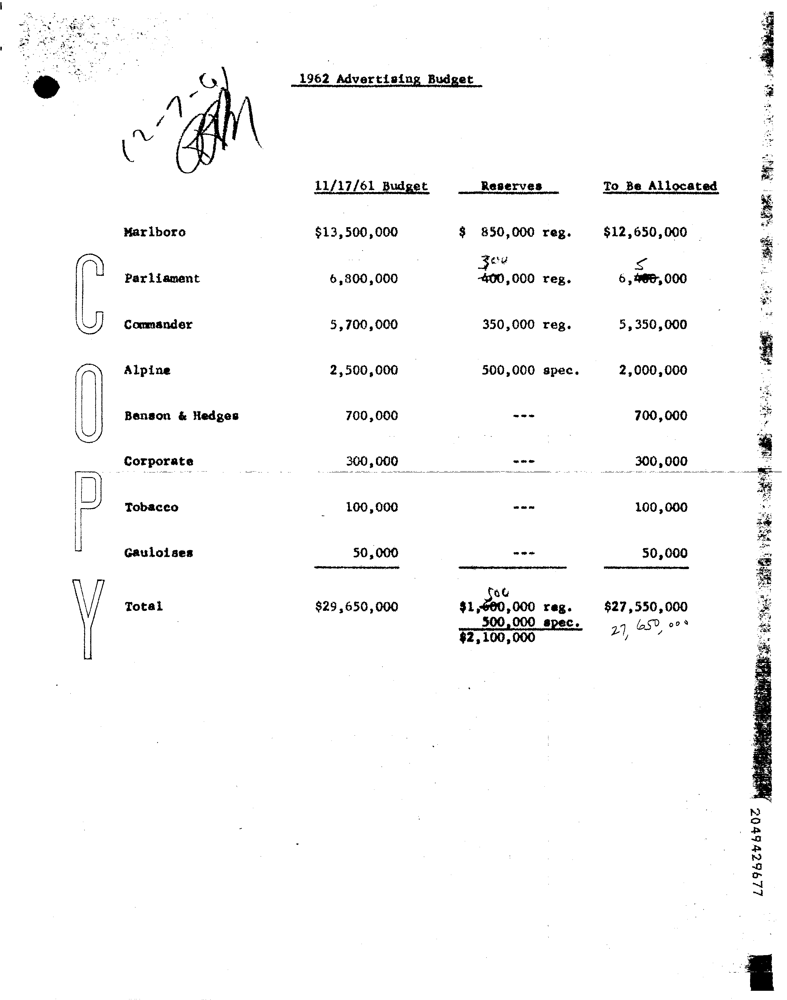 12-7-61
1962 Advertising Budget
11/17/61 Budget Reserves To Be Allocated
Marlboro $13,500,000 $ 850,000 reg. $12,650,000
300 5
Parliament 6,800,000 400,000 reg. 6,400,000
Commander 5,700,000 350,000 reg. 5,350,000
Alpine 2,500,000 500,000 spec. 2,000,000
Benson & Hedges 700,000 --- 700,000
Corporate 300,000 --- 300,000
Tobacco 100,000 --- 100,000
Gauloises 50,000 --- 50,000
500
Total $29,650,000 $1,600,000 reg. $27,550,000
500,000 spec. 27,650,000
$2,100,000
COPY
2049429677